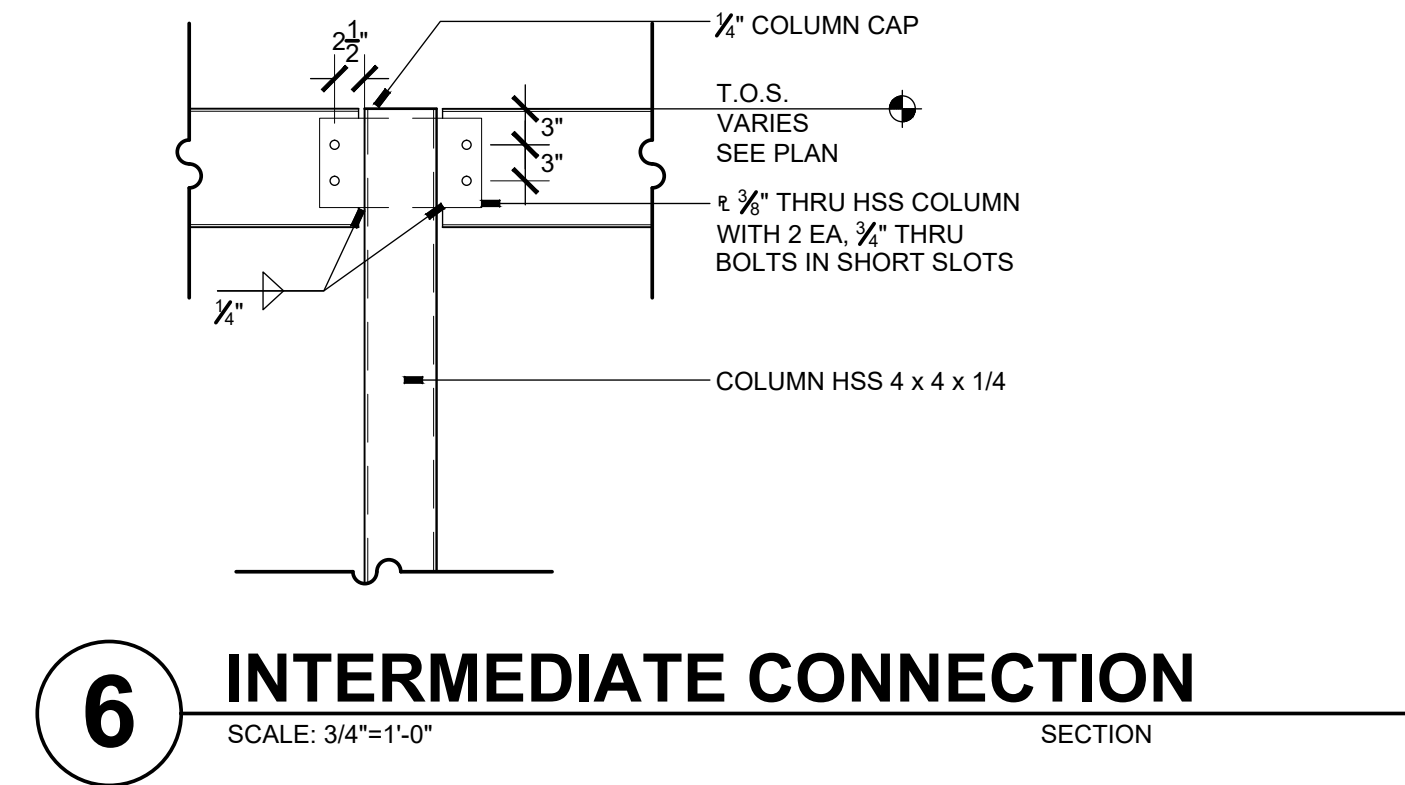 ¼" COLUMN CAP
2½"
T.O.S.
VARIES
SEE PLAN
3"
3"
℄ ⅜" THRU HSS COLUMN
WITH 2 EA, ¾" THRU
BOLTS IN SHORT SLOTS
¼"
COLUMN HSS 4 x 4 x 1/4
6
INTERMEDIATE CONNECTION
SCALE: 3/4"=1'-0"
SECTION